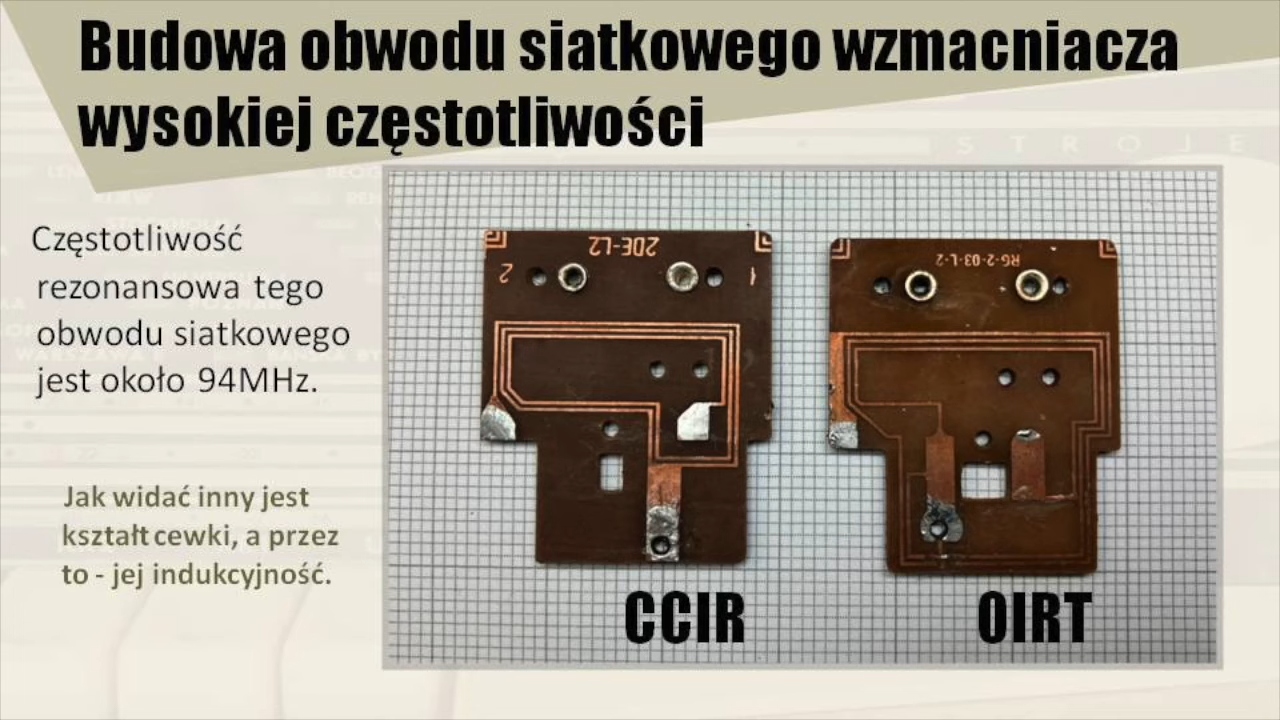 Budowa obwodu siatkowego wzmacniacza
wysokiej częstotliwości
STROJE
Częstotliwość
rezonansowa tego
obwodu siatkowego
jest około 94MHz.
Jak widać inny jest
kształt cewki, a przez
to - jej indukcyjność.
2DE-L2
2
1
RG-2-03-L-2
CCIR
OIRT